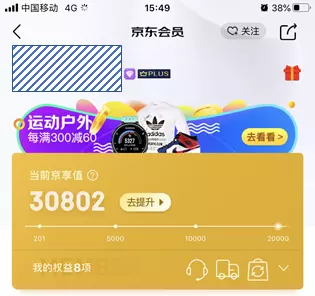 中国移动 4G 15:49 38%
京东会员 关注
PLUS
运动户外
每满300减60
adidas
去看看>
当前京享值 ?
30802 去提升
201 5000 10000 20000
我的权益8项